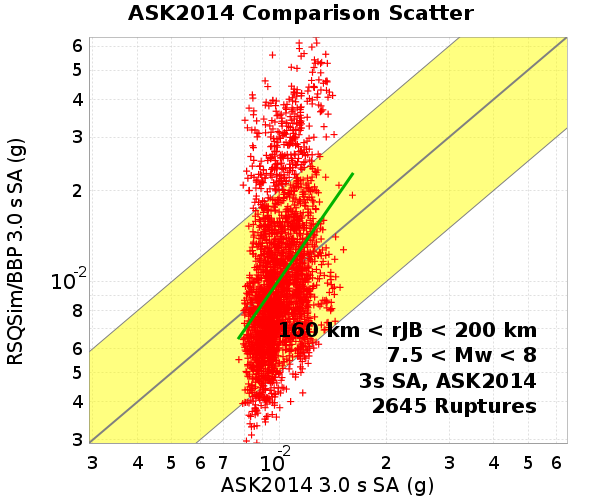 ASK2014 Comparison Scatter
RSQSim/BBP 3.0 s SA (g)
6
5
4
3
2
10-2
8
6
5
4
3
160 km < rJB < 200 km
7.5 < Mw < 8
3s SA, ASK2014
2645 Ruptures
3 4 5 6 7 10-2 2 3 4 5 6
ASK2014 3.0 s SA (g)